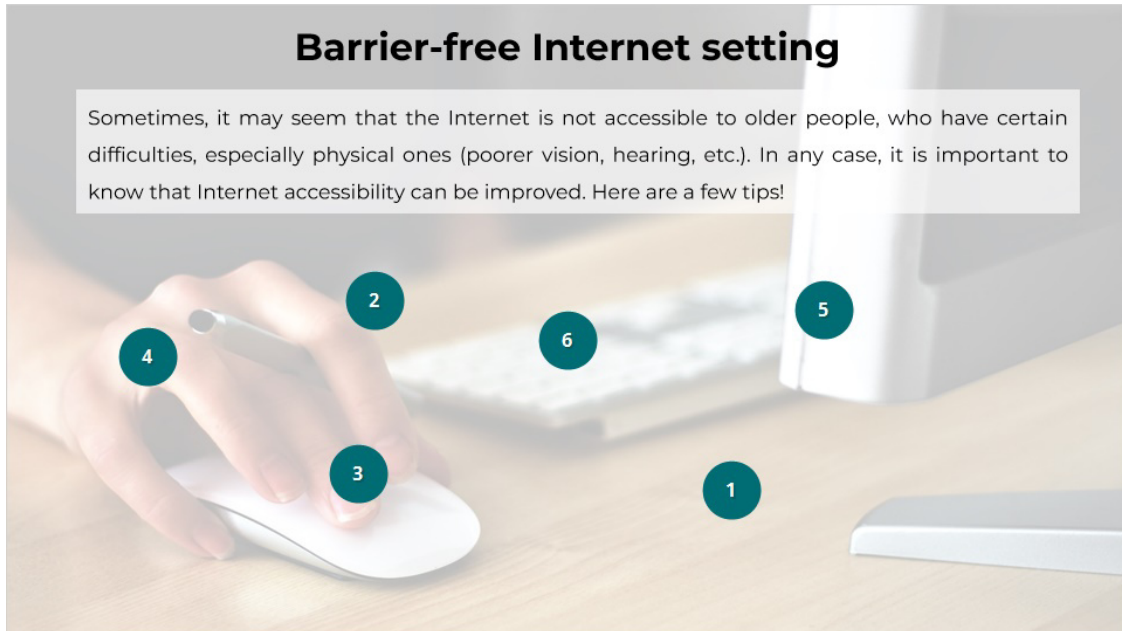 Barrier-free Internet setting
Sometimes, it may seem that the Internet is not accessible to older people, who have certain
difficulties, especially physical ones (poorer vision, hearing, etc.). In any case, it is important to
know that Internet accessibility can be improved. Here are a few tips!
2
5
6
4
3
1